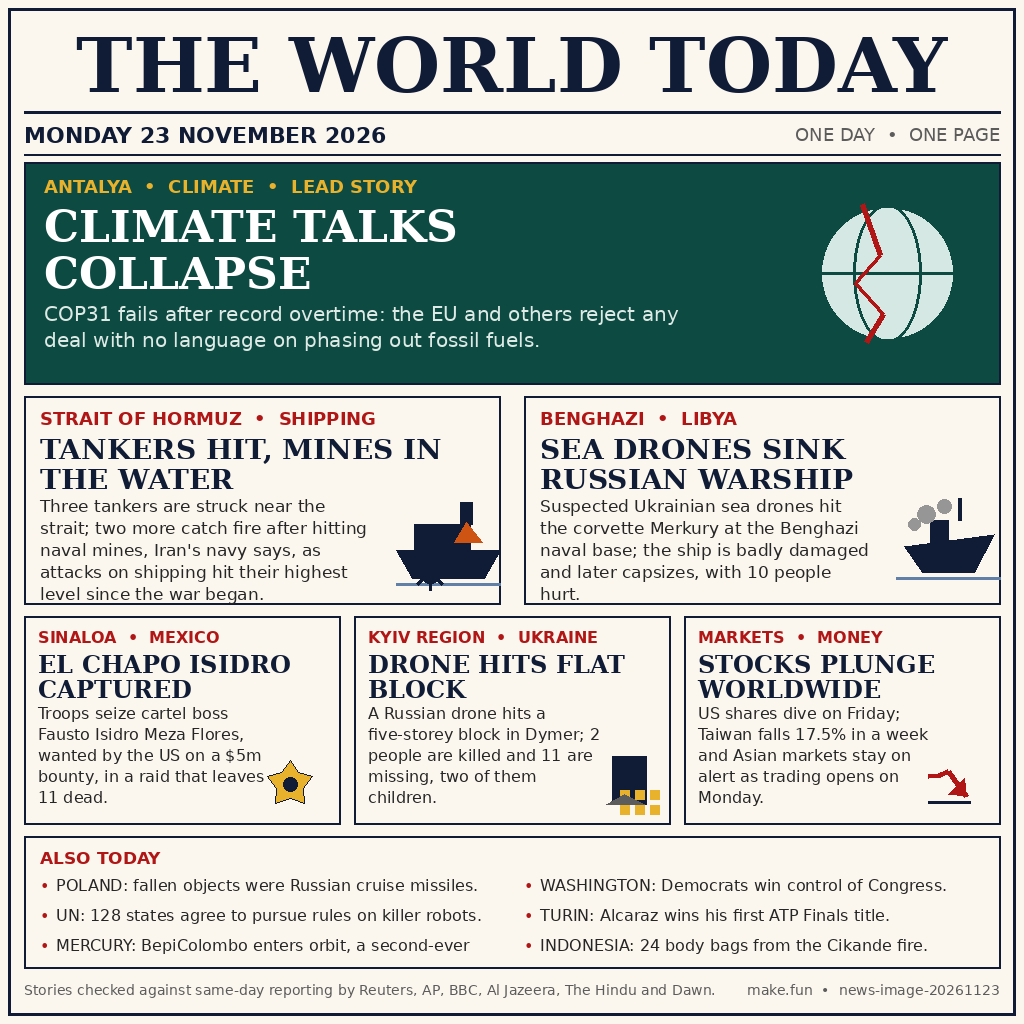 THE WORLD TODAY
MONDAY 23 NOVEMBER 2026
ONE DAY • ONE PAGE
ANTALYA • CLIMATE • LEAD STORY
CLIMATE TALKS
COLLAPSE
COP31 fails after record overtime: the EU and others reject any
deal with no language on phasing out fossil fuels.
STRAIT OF HORMUZ • SHIPPING
TANKERS HIT, MINES IN
THE WATER
Three tankers are struck near the
strait; two more catch fire after hitting
naval mines, Iran's navy says, as
attacks on shipping hit their highest
level since the war began.
BENGHAZI • LIBYA
SEA DRONES SINK
RUSSIAN WARSHIP
Suspected Ukrainian sea drones hit
the corvette Merkury at the Benghazi
naval base; the ship is badly damaged
and later capsizes, with 10 people
hurt.
SINALOA • MEXICO
EL CHAPO ISIDRO
CAPTURED
Troops seize cartel boss
Fausto Isidro Meza Flores,
wanted by the US on a $5m
bounty, in a raid that leaves
11 dead.
KYIV REGION • UKRAINE
DRONE HITS FLAT
BLOCK
A Russian drone hits a
five-storey block in Dymer; 2
people are killed and 11 are
missing, two of them
children.
MARKETS • MONEY
STOCKS PLUNGE
WORLDWIDE
US shares dive on Friday;
Taiwan falls 17.5% in a week
and Asian markets stay on
alert as trading opens on
Monday.
ALSO TODAY
• POLAND: fallen objects were Russian cruise missiles.
• UN: 128 states agree to pursue rules on killer robots.
• MERCURY: BepiColombo enters orbit, a second-ever
• WASHINGTON: Democrats win control of Congress.
• TURIN: Alcaraz wins his first ATP Finals title.
• INDONESIA: 24 body bags from the Cikande fire.
Stories checked against same-day reporting by Reuters, AP, BBC, Al Jazeera, The Hindu and Dawn.
make.fun • news-image-20261123